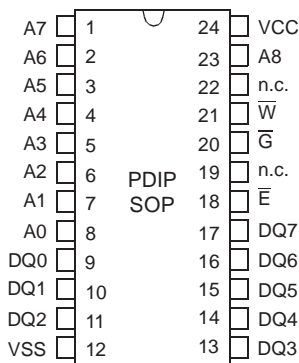 A7 1 24 VCC
A6 2 23 A8
A5 3 22 n.c.
A4 4 21 W̅
A3 5 20 G̅
A2 6 PDIP 19 n.c.
A1 7 SOP 18 E̅
A0 8 17 DQ7
DQ0 9 16 DQ6
DQ1 10 15 DQ5
DQ2 11 14 DQ4
VSS 12 13 DQ3